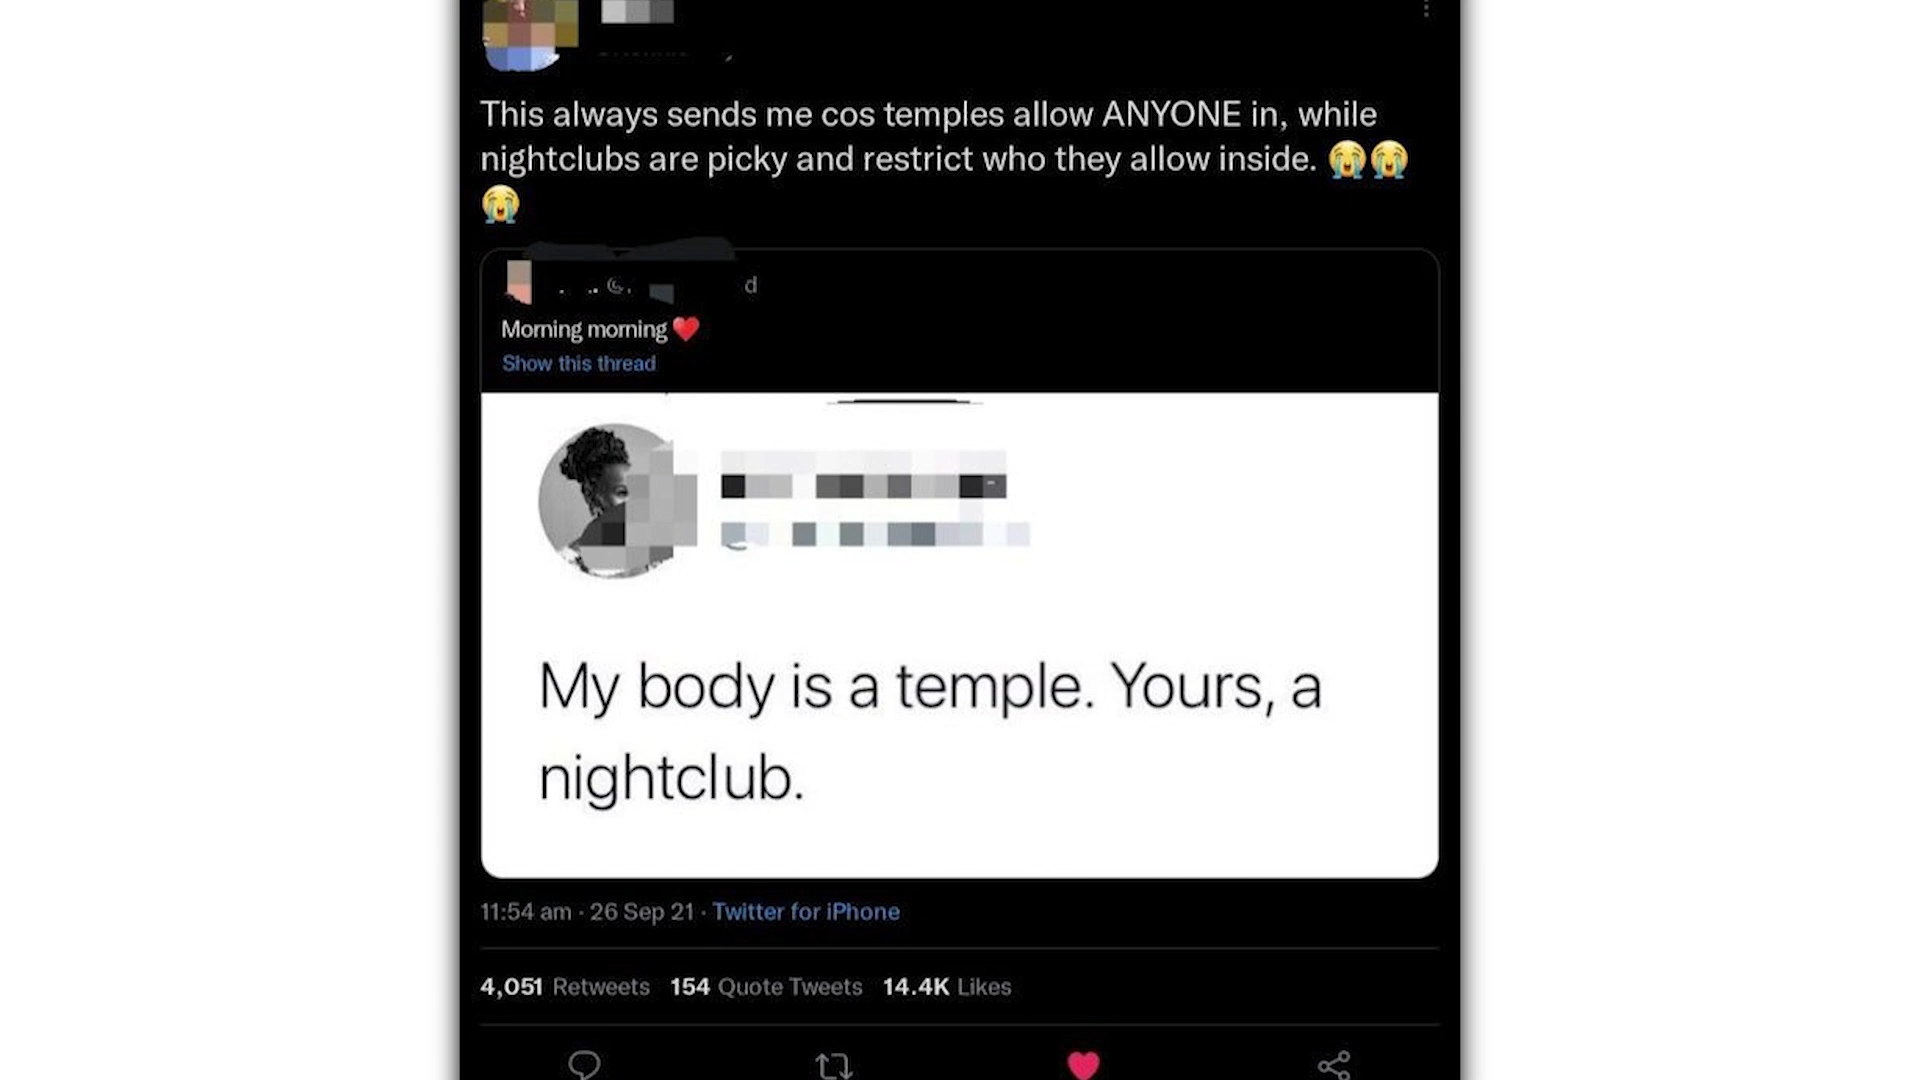 This always sends me cos temples allow ANYONE in, while
nightclubs are picky and restrict who they allow inside. 😭😭
😭
d
Morning morning ♥️
Show this thread
My body is a temple. Yours, a
nightclub.
11:54 am · 26 Sep 21 · Twitter for iPhone
4,051 Retweets 154 Quote Tweets 14.4K Likes